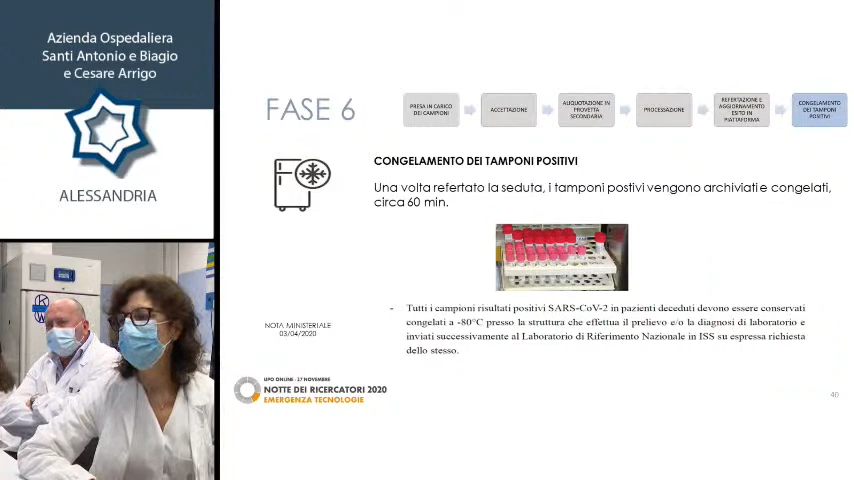 Azienda Ospedaliera
Santi Antonio e Biagio
e Cesare Arrigo
ALESSANDRIA
FASE 6
PRESA IN CARICO
DEI CAMPIONI
ACCETTAZIONE
ALIQUOTAZIONE IN
PROVETTA
SECONDARIA
PROCESSAZIONE
REFERTAZIONE E
AGGIORNAMENTO
ESITO IN
PIATTAFORMA
CONGELAMENTO
DEI TAMPONI
POSITIVI
CONGELAMENTO DEI TAMPONI POSITIVI
Una volta refertato la seduta, i tamponi postivi vengono archiviati e congelati,
circa 60 min.
- Tutti i campioni risultati positivi SARS-CoV-2 in pazienti deceduti devono essere conservati
congelati a -80°C presso la struttura che effettua il prelievo e/o la diagnosi di laboratorio e
inviati successivamente al Laboratorio di Riferimento Nazionale in ISS su espressa richiesta
dello stesso.
NOTA MINISTERIALE
03/04/2020
UPO ONLINE · 27 NOVEMBRE
NOTTE DEI RICERCATORI 2020
EMERGENZA TECNOLOGIE
40